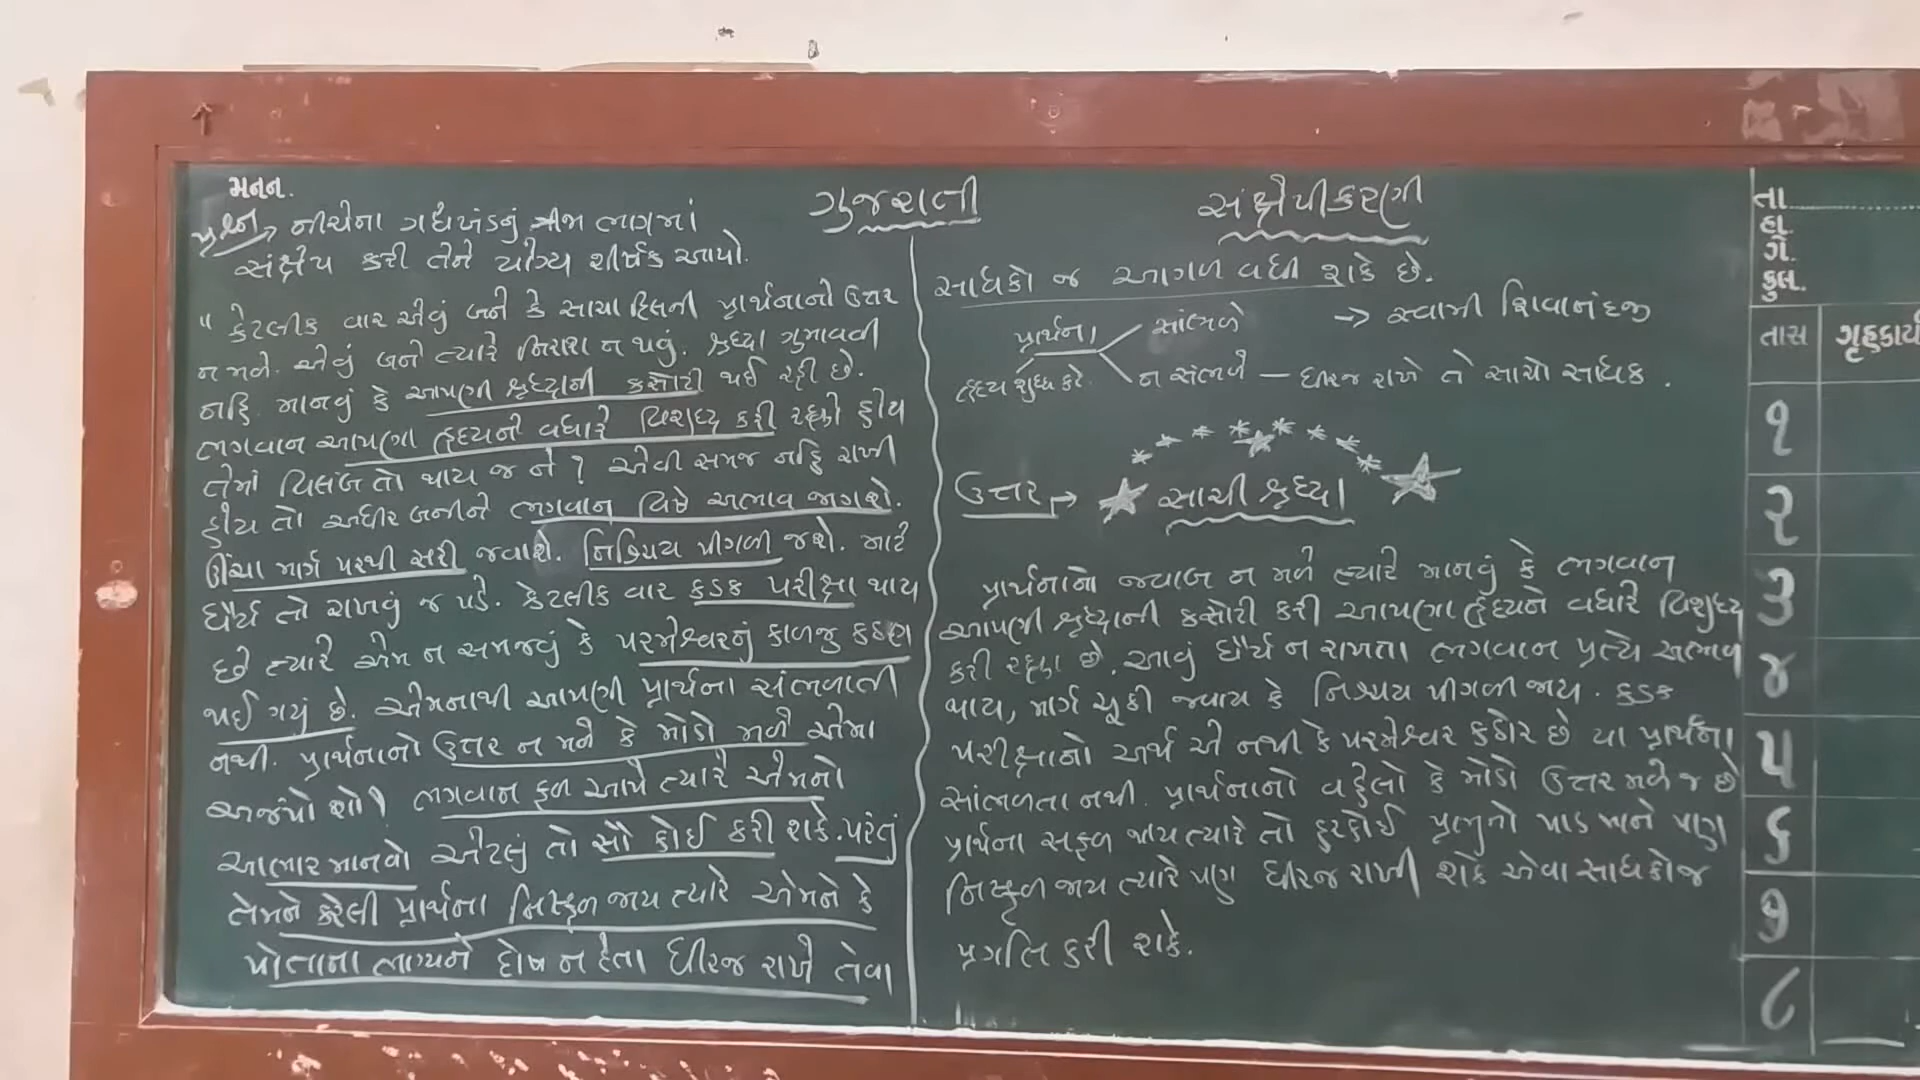 મનન.
ગુજરાતી
સંક્ષેપીકરણ
પ્રશ્ન → નીચેના ગદ્યખંડનું ત્રીજા ભાગમાં
સંક્ષેપ કરી તેને યોગ્ય શીર્ષક આપો.
" કેટલીક વાર એવું બને કે સાચા દિલની પ્રાર્થનાનો ઉત્તર
ન મળે. એવું બને ત્યારે નિરાશ ન થવું. શ્રદ્ધા ગુમાવવી
નહિ. માનવું કે આપણી શ્રદ્ધાની કસોટી થઈ રહી છે.
ભગવાન આપણા હૃદયને વધારે વિશુદ્ધ કરી રહ્યો હોય
તેમાં વિલંબ તો થાય જ ને ? એવી સમજ નહિ રાખી
હોય તો અધીર બનીને ભગવાન વિષે અભાવ જાગશે.
ઊંચા માર્ગ પરથી સરી જવાશે. નિશ્ચય પીગળી જશે. માટે
ધૈર્ય તો રાખવું જ પડે. કેટલીક વાર કડક પરીક્ષા થાય
છે ત્યારે એમ ન સમજવું કે પરમેશ્વરનું કાળજુ કઠણ
થઈ ગયું છે. એમનાથી આપણી પ્રાર્થના સંભળાતી
નથી. પ્રાર્થનાનો ઉત્તર ન મળે કે મોડો મળે એમા
અજંપો શો! ભગવાન ફળ આપે ત્યારે એમનો
આભાર માનવો એટલું તો સૌ કોઈ કરી શકે. પરંતુ
તેમને કરેલી પ્રાર્થના નિષ્ફળ જાય ત્યારે એમને કે
પોતાના ભાગ્યને દોષ ન દેતા ધીરજ રાખે તેવા
સાધકો જ આગળ વધી શકે છે.
→ સ્વામી શિવાનંદજી
પ્રાર્થના
સાંભળે
હૃદય શુદ્ધ કરે.
ન સંભળે — ધીરજ રાખે તે સાચો સાધક .
ઉત્તર → સાચી શ્રદ્ધા
પ્રાર્થનાનો જવાબ ન મળે ત્યારે માનવું કે ભગવાન
આપણી શ્રદ્ધાની કસોટી કરી આપણા હૃદયને વધારે વિશુદ્ધ
કરી રહ્યા છે. આવું ધૈર્ય ન રાખતા ભગવાન પ્રત્યે અભાવ
થાય, માર્ગ ચૂકી જવાય કે નિશ્ચય પીગળી જાય. કડક
પરીક્ષાનો અર્થ એ નથી કે પરમેશ્વર કઠોર છે યા પ્રાર્થના
સાંભળતા નથી. પ્રાર્થનાનો વહેલો કે મોડો ઉત્તર મળે જ છે
પ્રાર્થના સફળ થાય ત્યારે તો હરકોઈ પ્રભુનો પાડ માને પણ
નિષ્ફળ જાય ત્યારે પણ ધીરજ રાખી શકે એવા સાધકો જ
પ્રગતિ કરી શકે.
તા
હા.
ગે.
કુલ.
તાસ
ગૃહકાર્ય
૧
૨
૩
૪
૫
૬
૭
૮